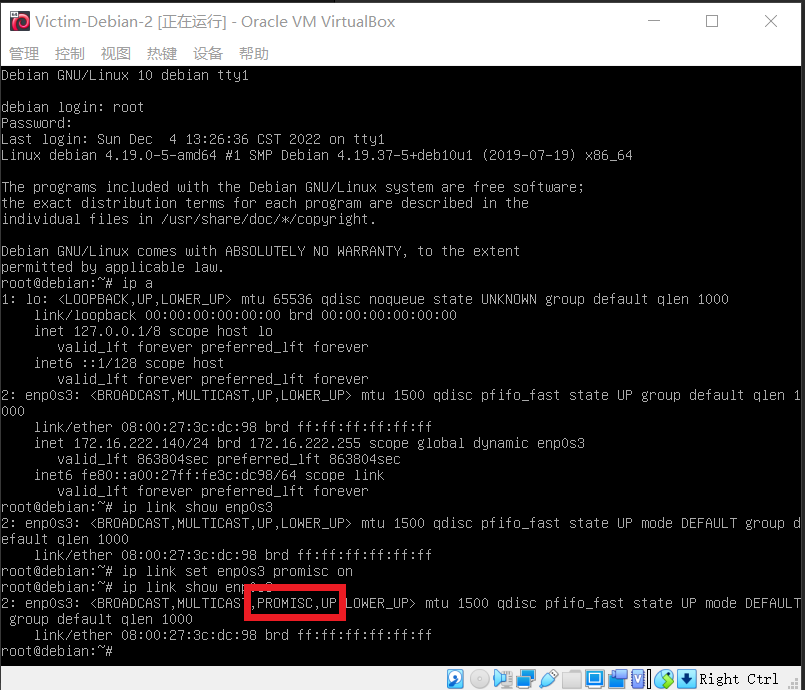 Victim-Debian-2 [正在运行] - Oracle VM VirtualBox
管理 控制 视图 热键 设备 帮助
Debian GNU/Linux 10 debian tty1
debian login: root
Password:
Last login: Sun Dec  4 13:26:36 CST 2022 on tty1
Linux debian 4.19.0-5-amd64 #1 SMP Debian 4.19.37-5+deb10u1 (2019-07-19) x86_64
The programs included with the Debian GNU/Linux system are free software;
the exact distribution terms for each program are described in the
individual files in /usr/share/doc/*/copyright.
Debian GNU/Linux comes with ABSOLUTELY NO WARRANTY, to the extent
permitted by applicable law.
root@debian:~# ip a
1: lo: <LOOPBACK,UP,LOWER_UP> mtu 65536 qdisc noqueue state UNKNOWN group default qlen 1000
    link/loopback 00:00:00:00:00:00 brd 00:00:00:00:00:00
    inet 127.0.0.1/8 scope host lo
       valid_lft forever preferred_lft forever
    inet6 ::1/128 scope host
       valid_lft forever preferred_lft forever
2: enp0s3: <BROADCAST,MULTICAST,UP,LOWER_UP> mtu 1500 qdisc pfifo_fast state UP group default qlen 1
000
    link/ether 08:00:27:3c:dc:98 brd ff:ff:ff:ff:ff:ff
    inet 172.16.222.140/24 brd 172.16.222.255 scope global dynamic enp0s3
       valid_lft 863804sec preferred_lft 863804sec
    inet6 fe80::a00:27ff:fe3c:dc98/64 scope link
       valid_lft forever preferred_lft forever
root@debian:~# ip link show enp0s3
2: enp0s3: <BROADCAST,MULTICAST,UP,LOWER_UP> mtu 1500 qdisc pfifo_fast state UP mode DEFAULT group d
efault qlen 1000
    link/ether 08:00:27:3c:dc:98 brd ff:ff:ff:ff:ff:ff
root@debian:~# ip link set enp0s3 promisc on
root@debian:~# ip link show enp0s3
2: enp0s3: <BROADCAST,MULTICAST,PROMISC,UP,LOWER_UP> mtu 1500 qdisc pfifo_fast state UP mode DEFAULT
 group default qlen 1000
    link/ether 08:00:27:3c:dc:98 brd ff:ff:ff:ff:ff:ff
root@debian:~#
Right Ctrl